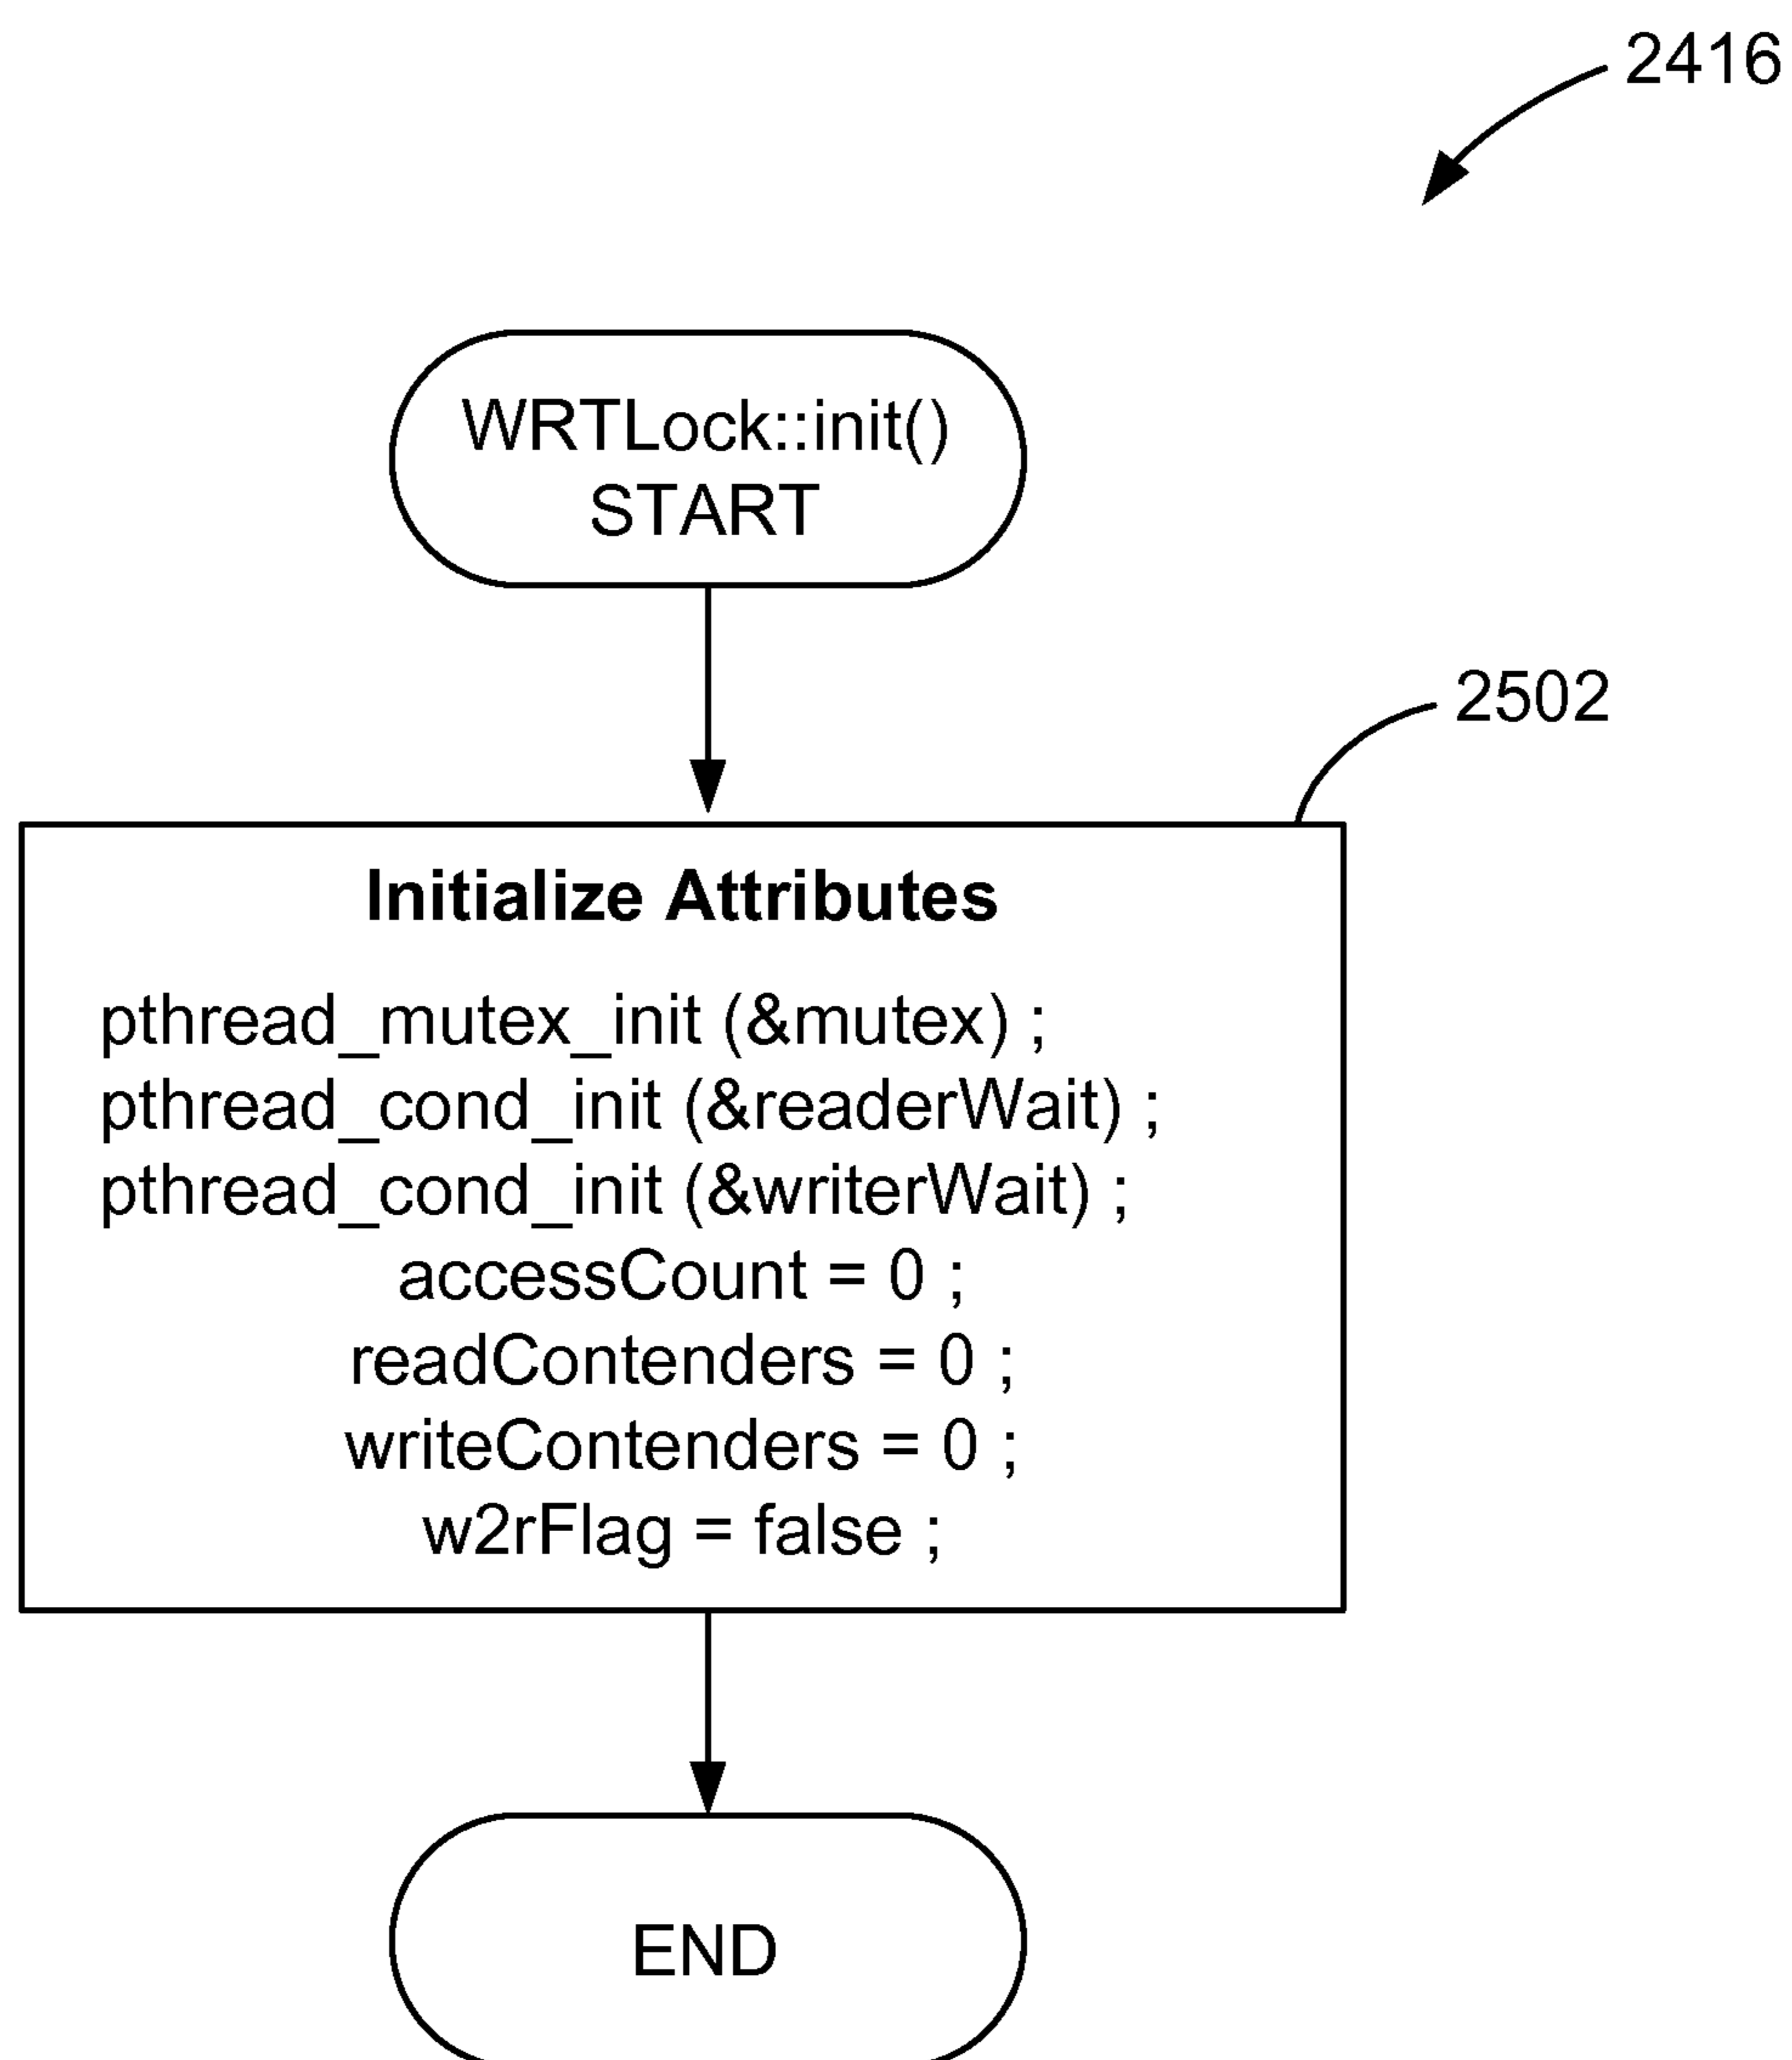 2416
WRTLock::init()
START
2502
Initialize Attributes
pthread_mutex_init (&mutex) ;
pthread_cond_init (&readerWait) ;
pthread_cond_init (&writerWait) ;
accessCount = 0 ;
readContenders = 0 ;
writeContenders = 0 ;
w2rFlag = false ;
END